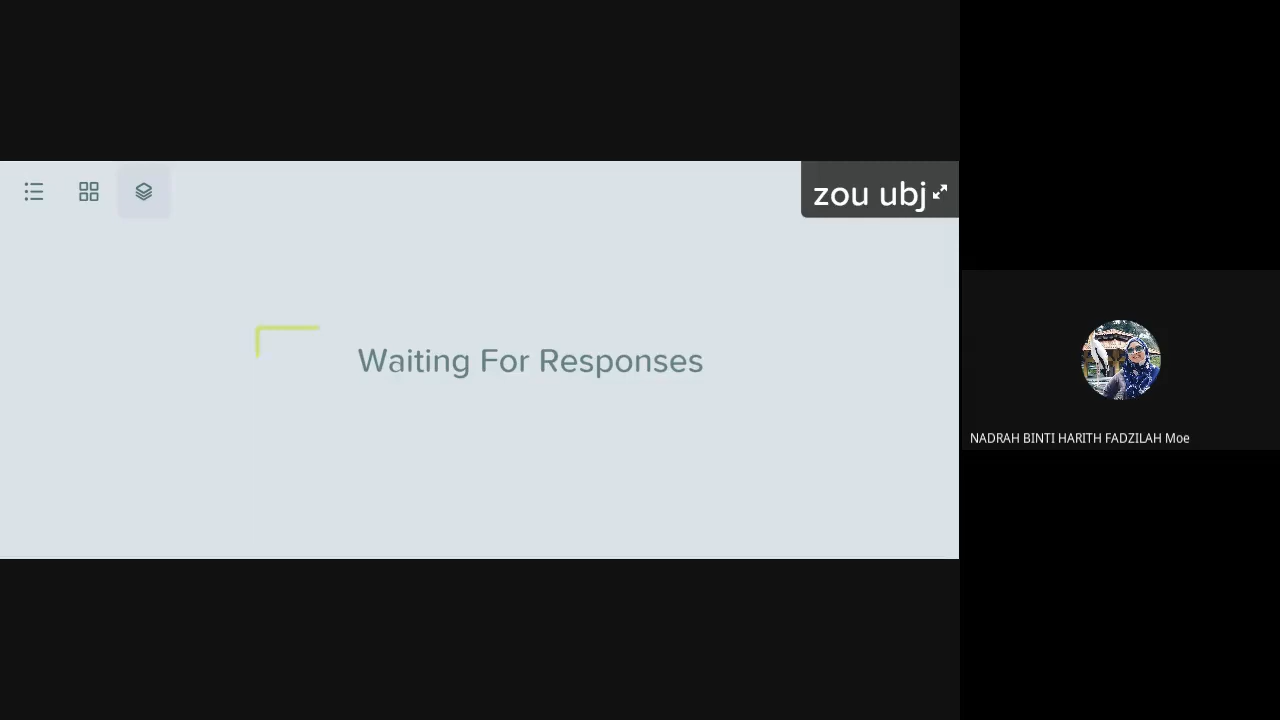 zou ubj
Waiting For Responses
NADRAH BINTI HARITH FADZILAH Moe